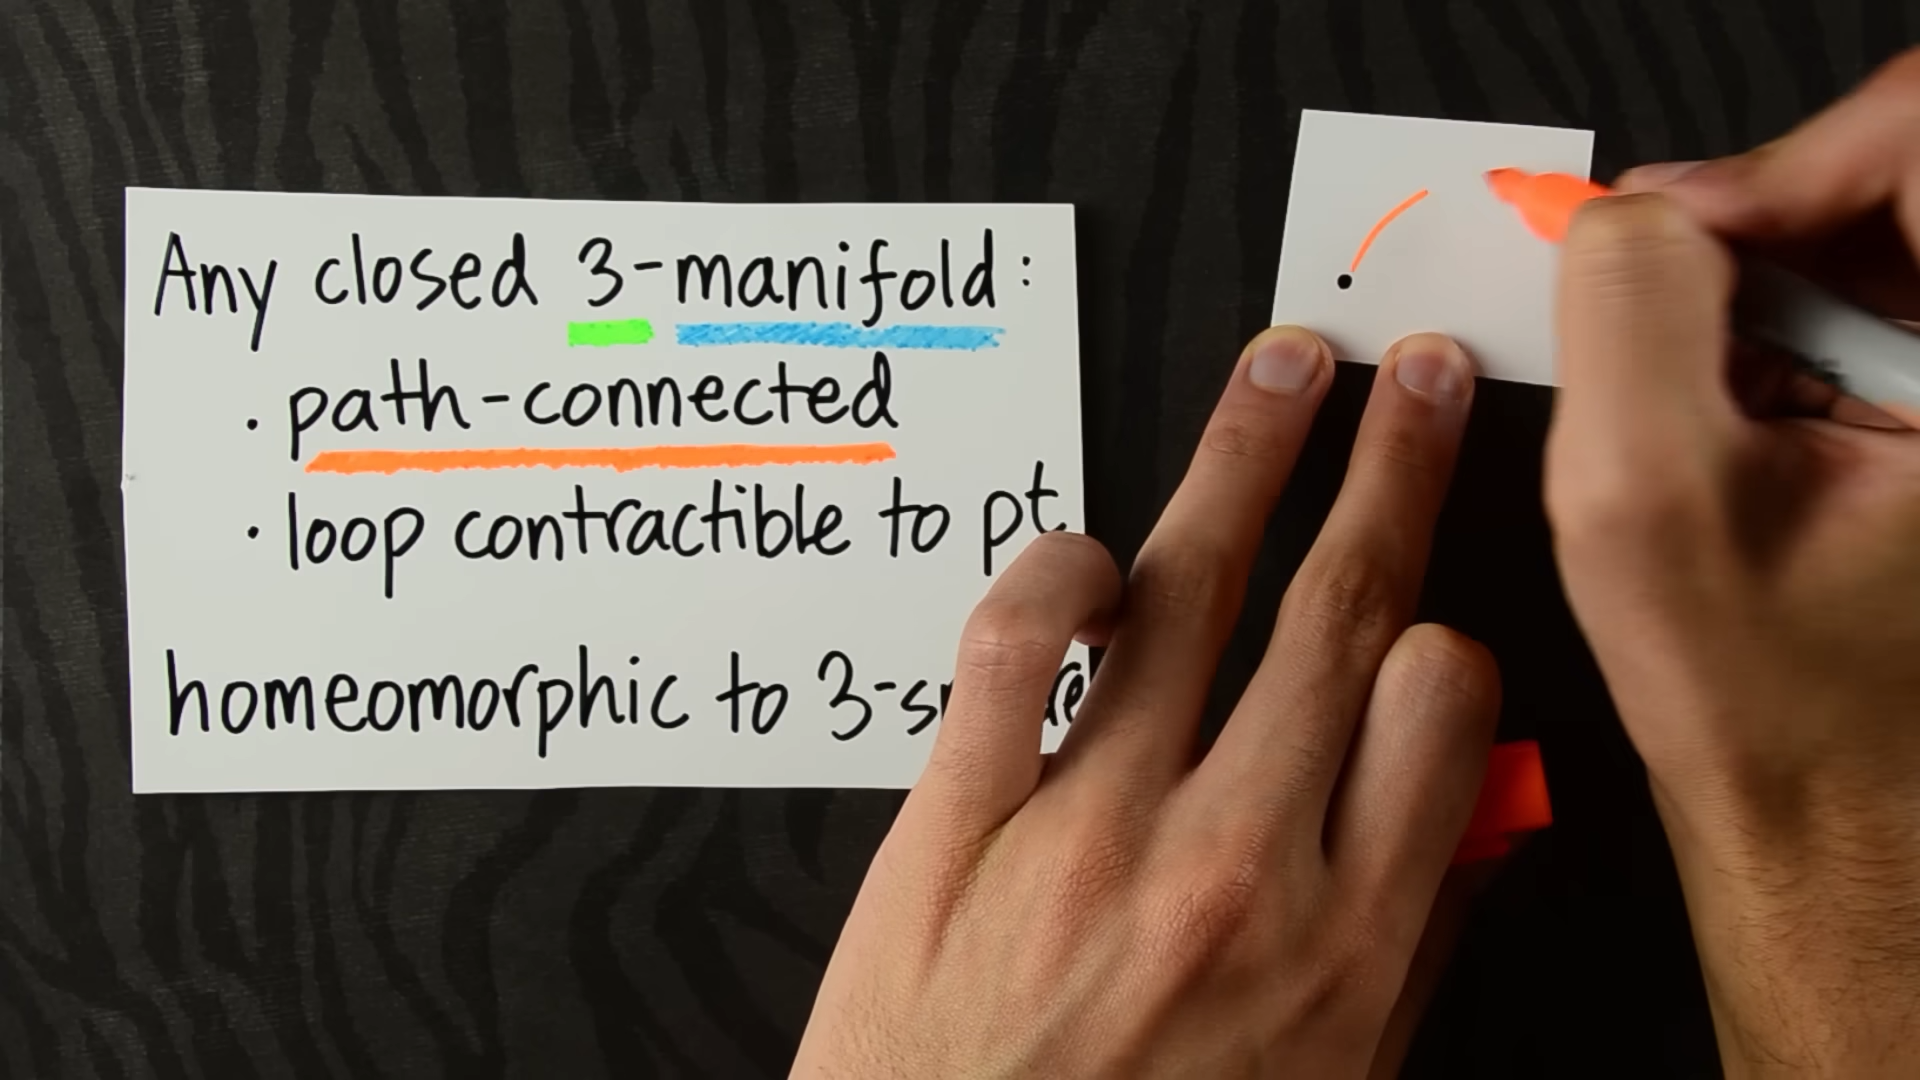 Any closed 3-manifold:
· path-connected
· loop contractible to pt
homeomorphic to 3-